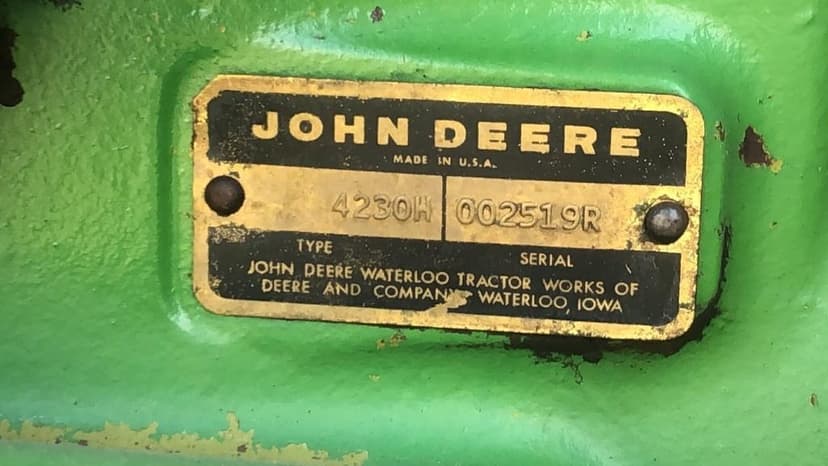 JOHN DEERE
MADE IN U.S.A.
4230H 002519R
TYPE SERIAL
JOHN DEERE WATERLOO TRACTOR WORKS OF
DEERE AND COMPANY WATERLOO IOWA